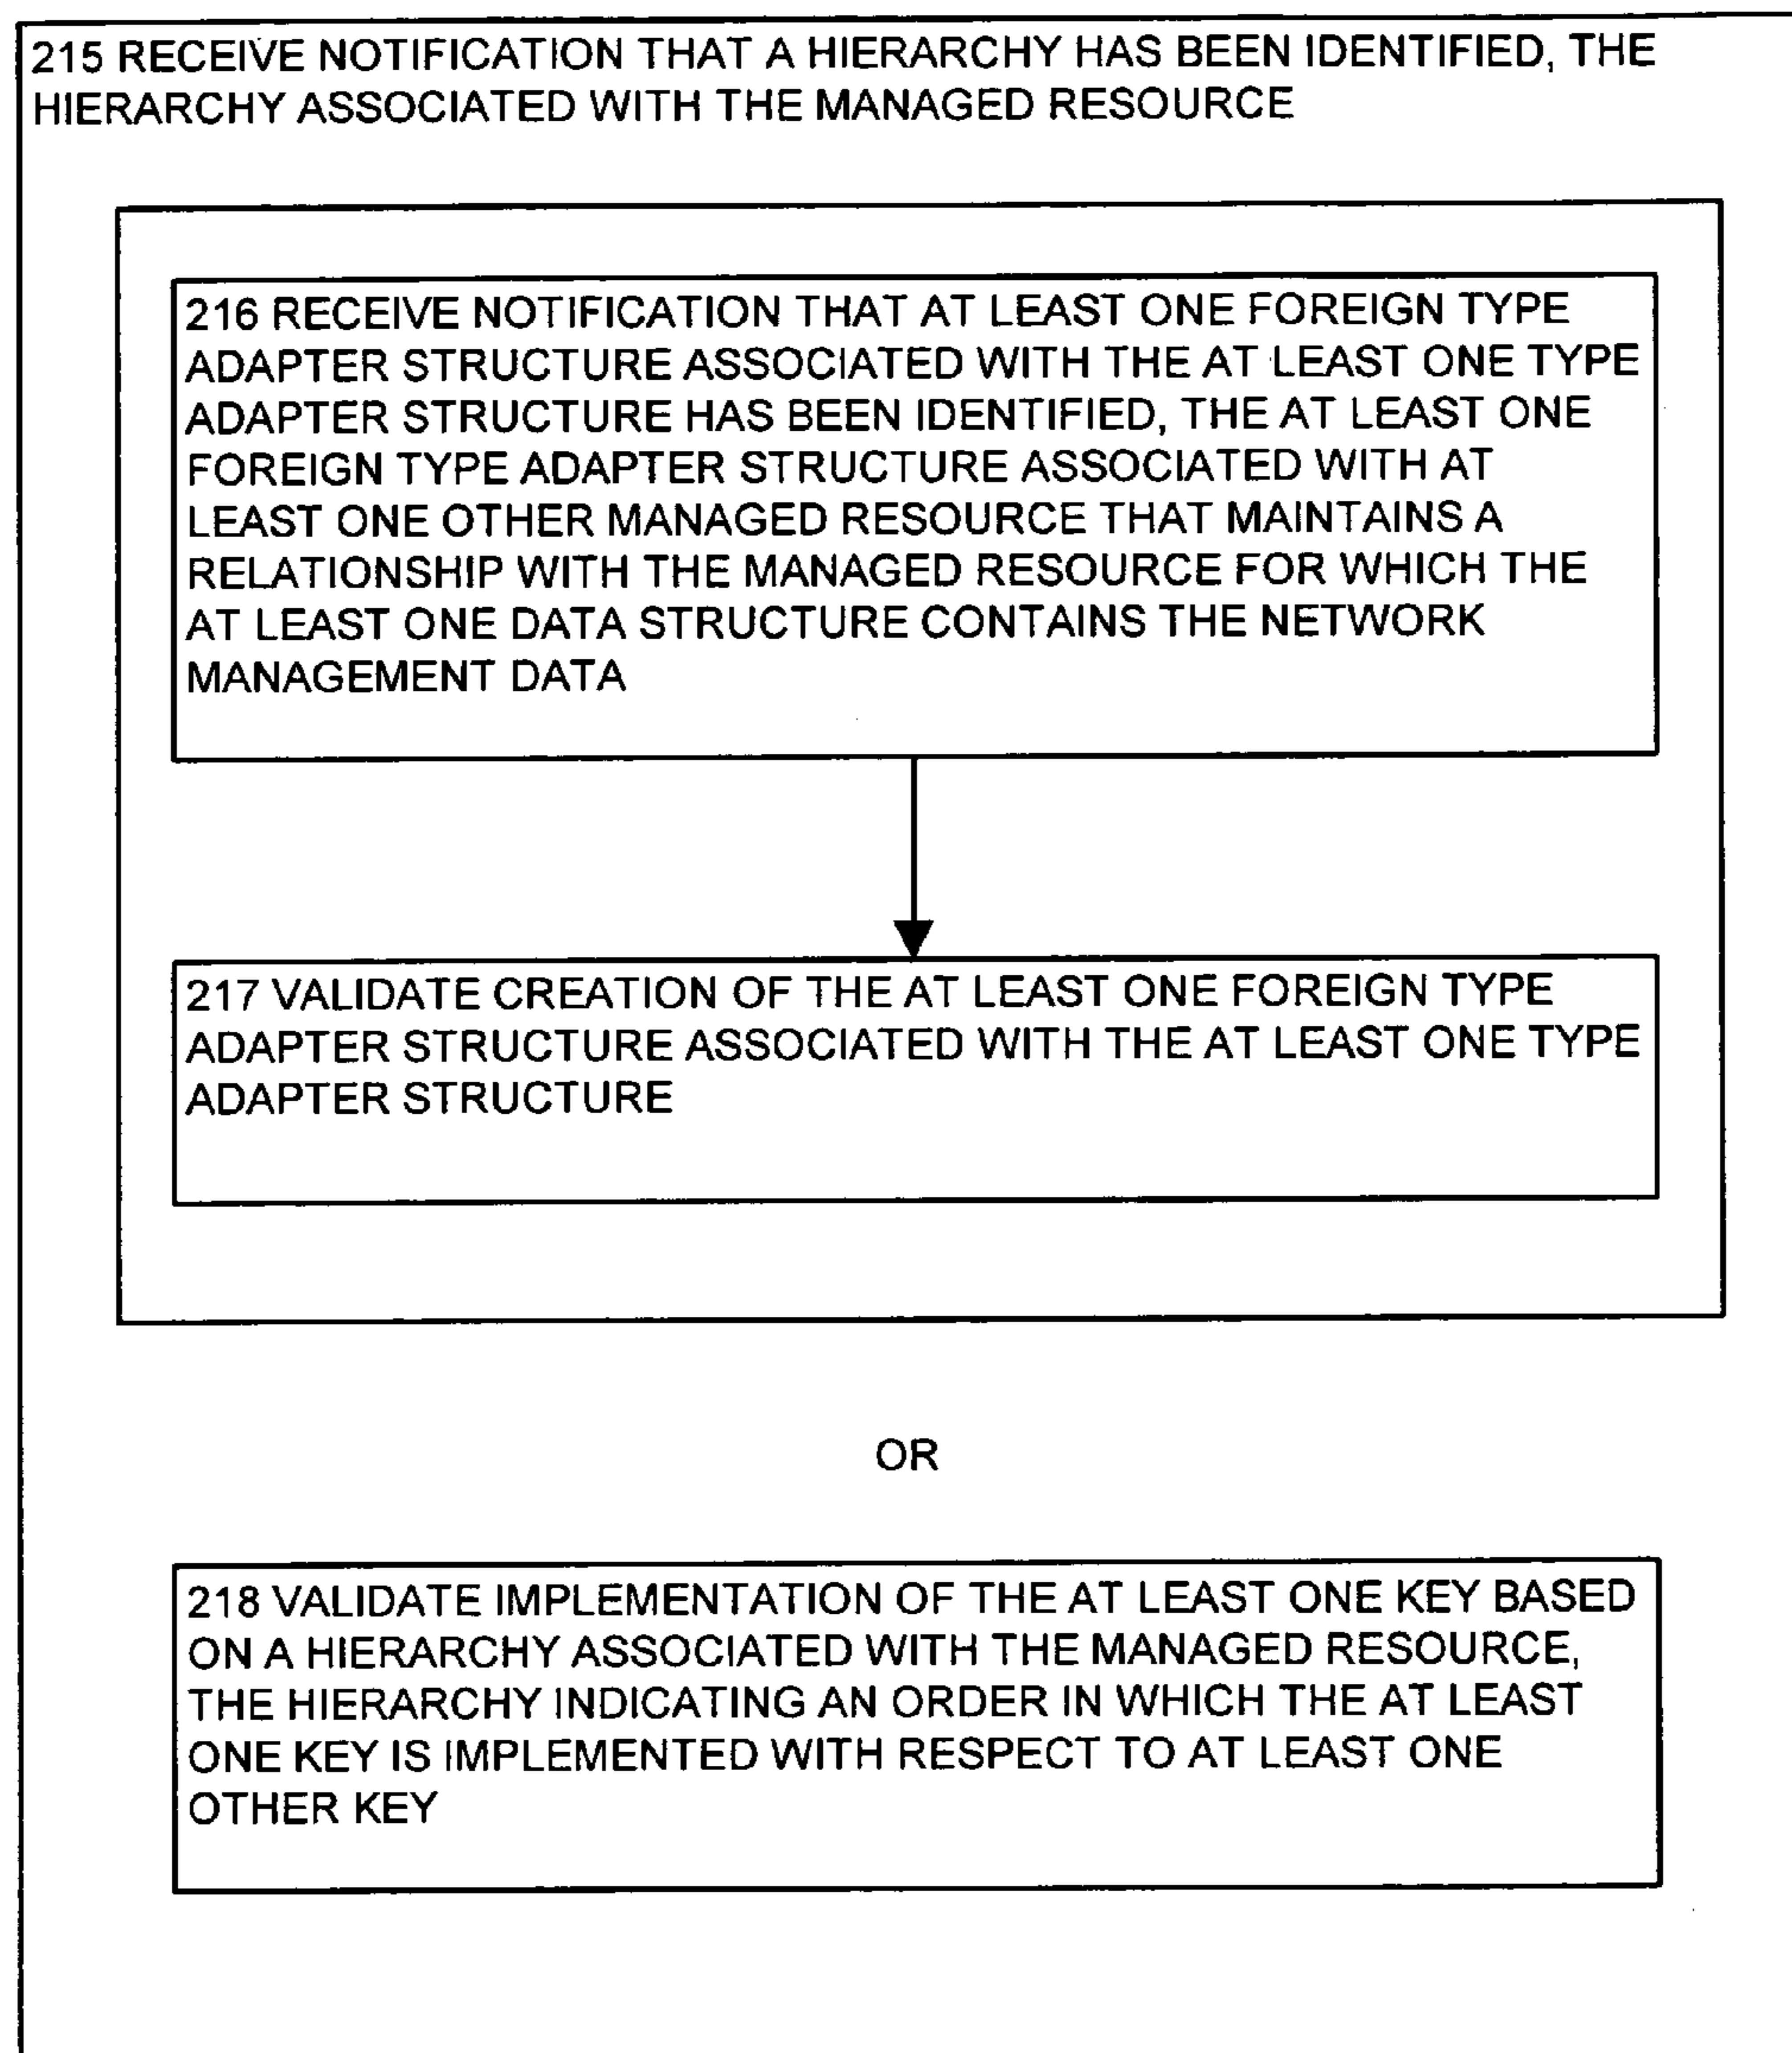 215 RECEIVE NOTIFICATION THAT A HIERARCHY HAS BEEN IDENTIFIED, THE
HIERARCHY ASSOCIATED WITH THE MANAGED RESOURCE
216 RECEIVE NOTIFICATION THAT AT LEAST ONE FOREIGN TYPE
ADAPTER STRUCTURE ASSOCIATED WITH THE AT LEAST ONE TYPE
ADAPTER STRUCTURE HAS BEEN IDENTIFIED, THE AT LEAST ONE
FOREIGN TYPE ADAPTER STRUCTURE ASSOCIATED WITH AT
LEAST ONE OTHER MANAGED RESOURCE THAT MAINTAINS A
RELATIONSHIP WITH THE MANAGED RESOURCE FOR WHICH THE
AT LEAST ONE DATA STRUCTURE CONTAINS THE NETWORK
MANAGEMENT DATA
217 VALIDATE CREATION OF THE AT LEAST ONE FOREIGN TYPE
ADAPTER STRUCTURE ASSOCIATED WITH THE AT LEAST ONE TYPE
ADAPTER STRUCTURE
OR
218 VALIDATE IMPLEMENTATION OF THE AT LEAST ONE KEY BASED
ON A HIERARCHY ASSOCIATED WITH THE MANAGED RESOURCE,
THE HIERARCHY INDICATING AN ORDER IN WHICH THE AT LEAST
ONE KEY IS IMPLEMENTED WITH RESPECT TO AT LEAST ONE
OTHER KEY